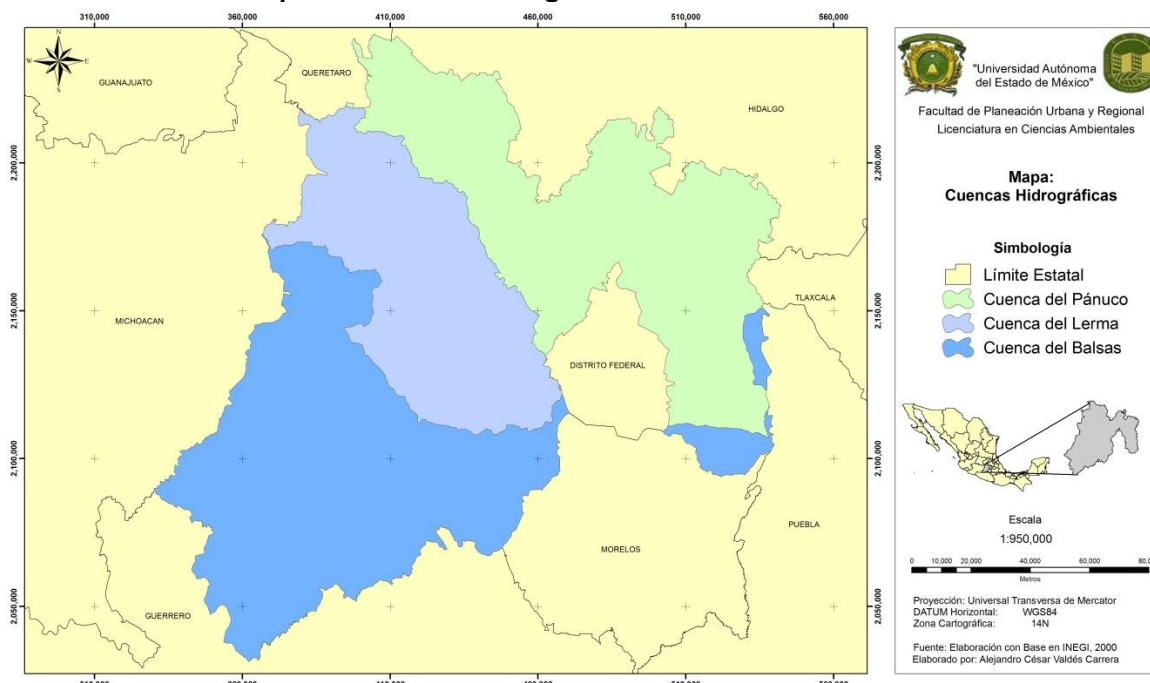 310,000 360,000 410,000 460,000 510,000 560,000
N
W E
S
GUANAJUATO
QUERETARO
HIDALGO
2,200,000
2,200,000
2,150,000
2,150,000
TLAXCALA
MICHOACAN
DISTRITO FEDERAL
2,100,000
2,100,000
PUEBLA
MORELOS
2,050,000
2,050,000
GUERRERO
"Universidad Autónoma
del Estado de México"
Facultad de Planeación Urbana y Regional
Licenciatura en Ciencias Ambientales
Mapa:
Cuencas Hidrográficas
Simbología
Límite Estatal
Cuenca del Pánuco
Cuenca del Lerma
Cuenca del Balsas
Escala
1:950,000
0 10,000 20,000 40,000 60,000
Metros
Proyección: Universal Transversa de Mercator
DATUM Horizontal: WGS84
Zona Cartográfica: 14N
Fuente: Elaboración con Base en INEGI, 2000
Elaborado por: Alejandro César Valdés Carrera